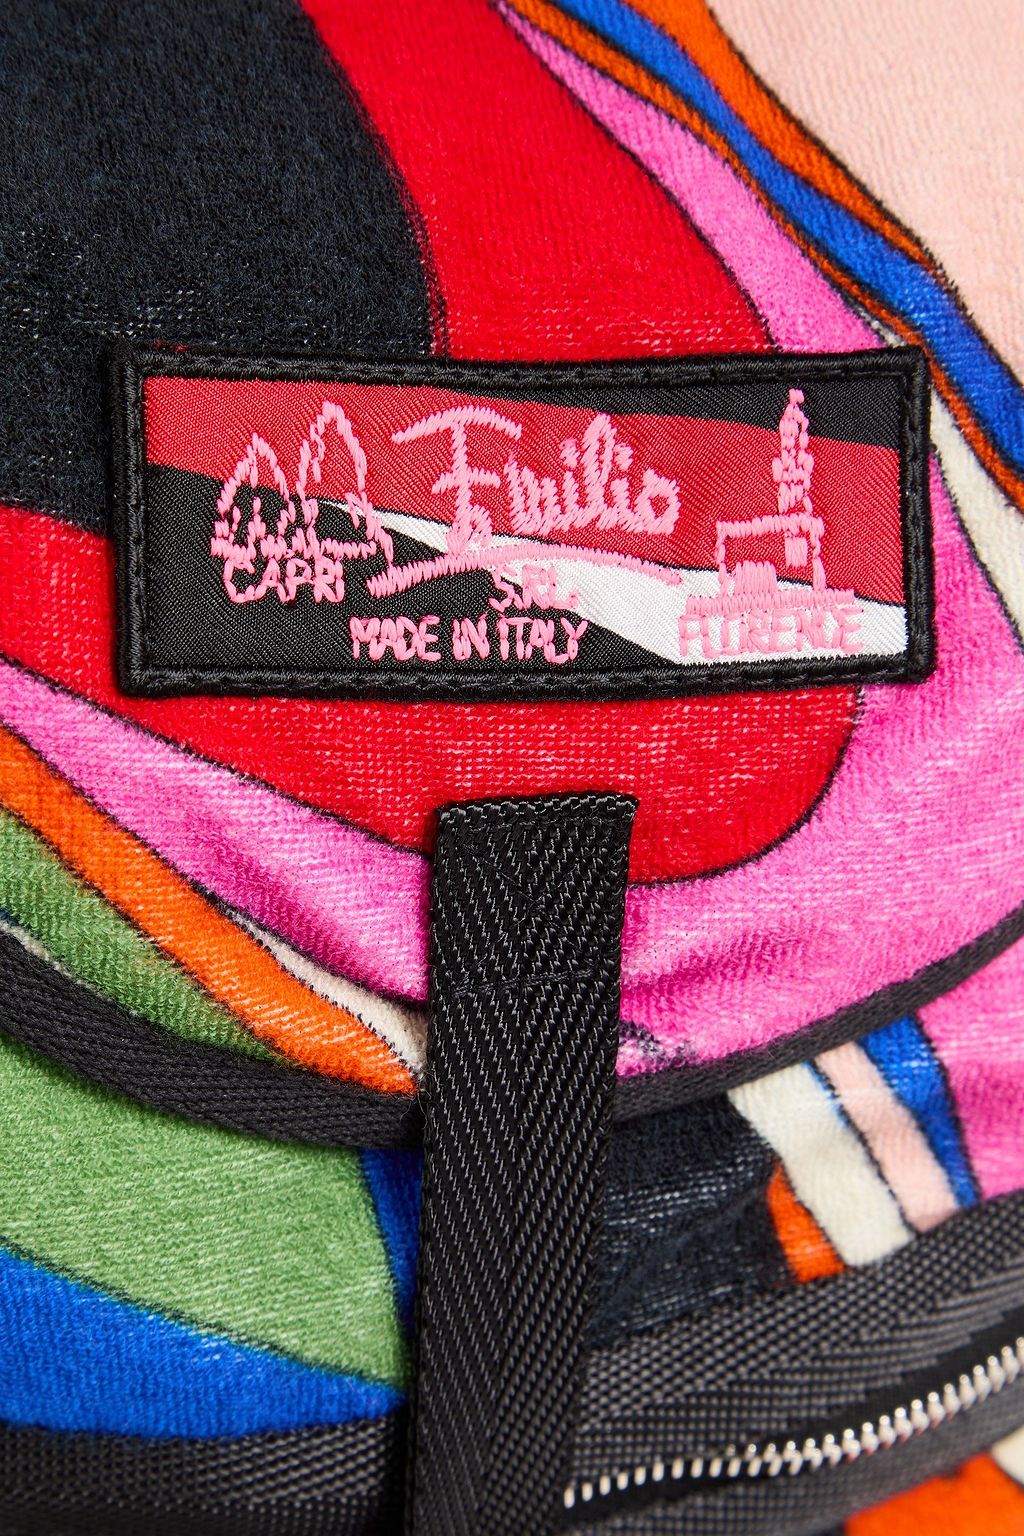 Emilio
CAPRI
S.R.L.
FLORENCE
MADE IN ITALY